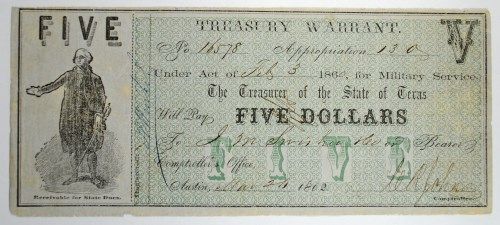 FIVE
TREASURY WARRANT.
V
No 16578 Appropriation 130
Under Act of Feb 3 1862, for Military Service
The Treasurer of the State of Texas
Will Pay FIVE DOLLARS
To or Bearer
FIVE
Comptroller's Office,
Austin, 1862
Receivable for State Dues.
Comptroller.